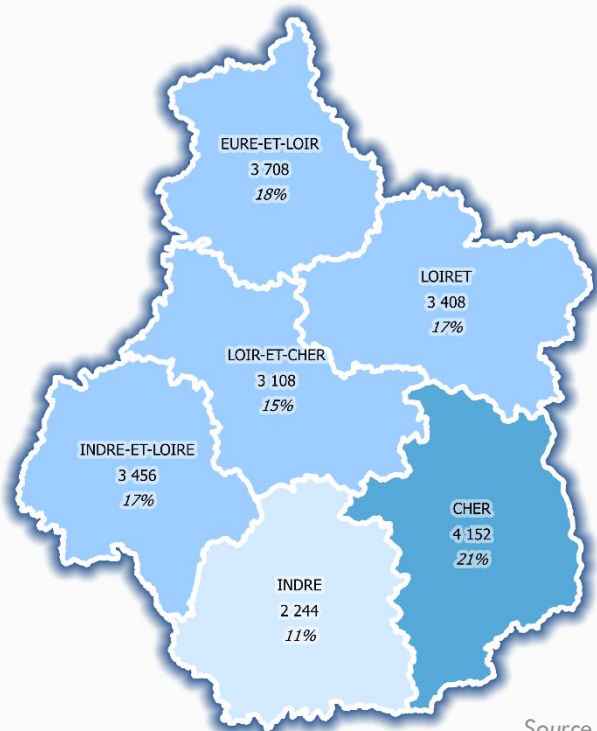 EURE-ET-LOIR
3 708
18%
LOIRET
3 408
17%
LOIR-ET-CHER
3 108
15%
INDRE-ET-LOIRE
3 456
17%
CHER
4 152
21%
INDRE
2 244
11%
Source